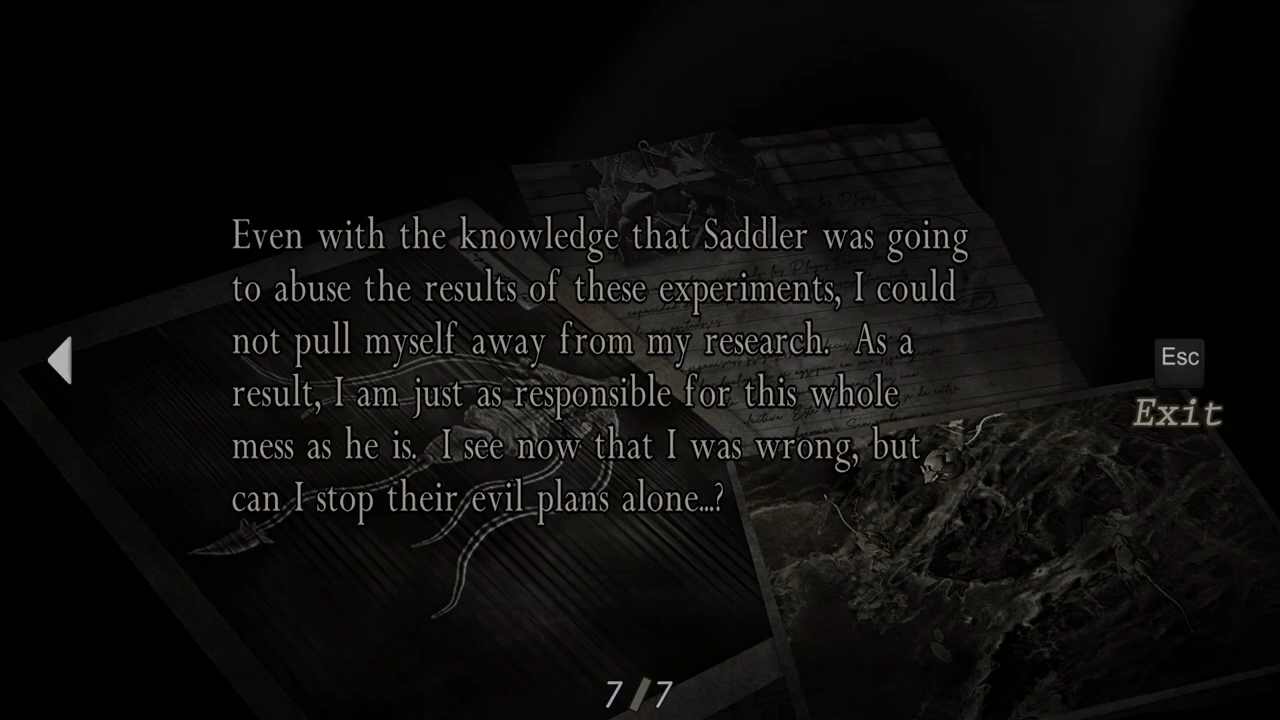 Even with the knowledge that Saddler was going
to abuse the results of these experiments, I could
not pull myself away from my research.  As a
result, I am just as responsible for this whole
mess as he is.  I see now that I was wrong, but
can I stop their evil plans alone...?
Esc
Exit
7/7